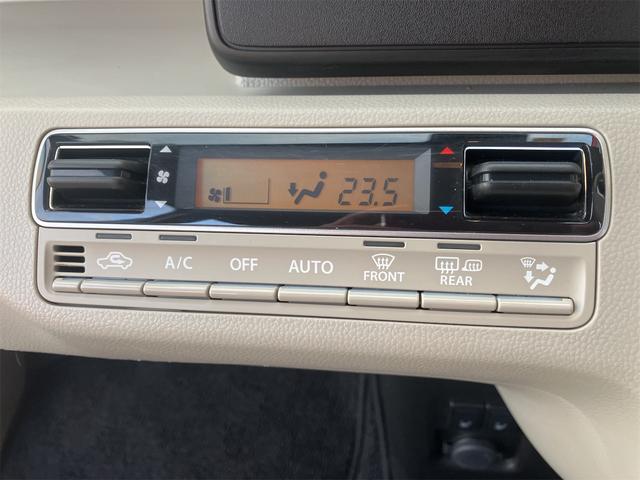 23.5
A/C OFF AUTO FRONT REAR